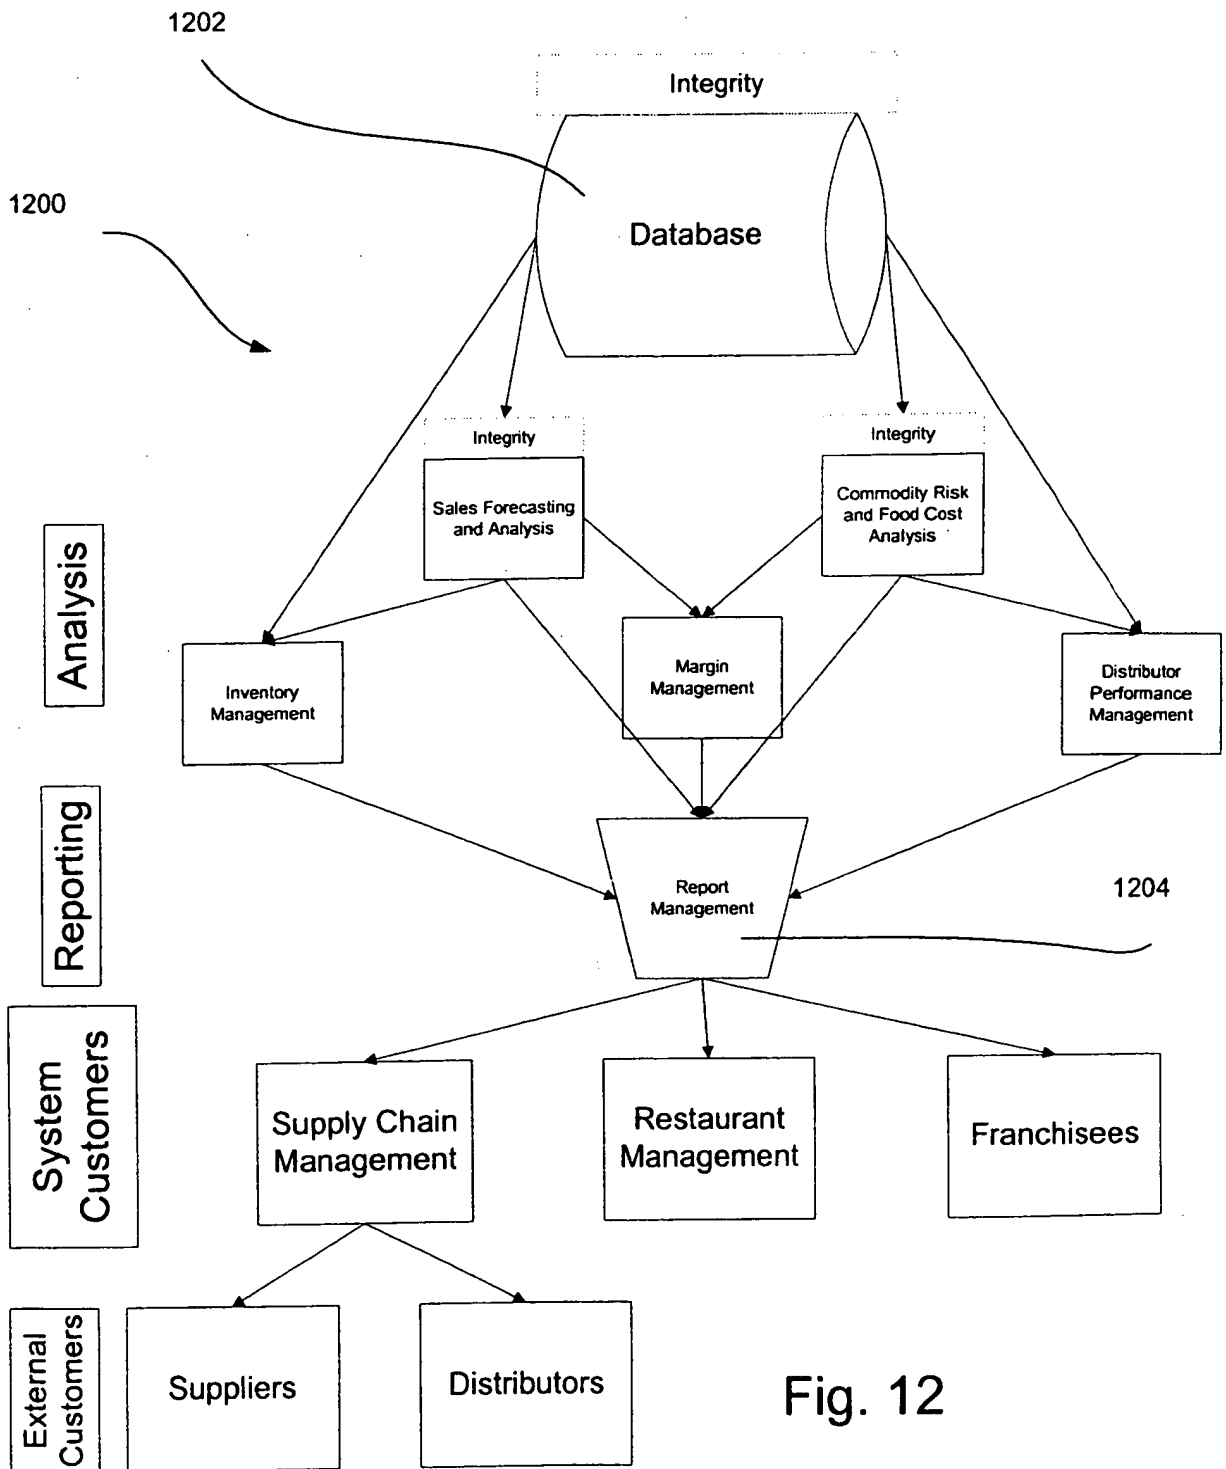 1202
Integrity
1200
Database
Integrity
Integrity
Sales Forecasting
and Analysis
Commodity Risk
and Food Cost
Analysis
Analysis
Inventory
Management
Margin
Management
Distributor
Performance
Management
Reporting
Report
Management
1204
System
Customers
Supply Chain
Management
Restaurant
Management
Franchisees
External
Customers
Suppliers
Distributors
Fig. 12